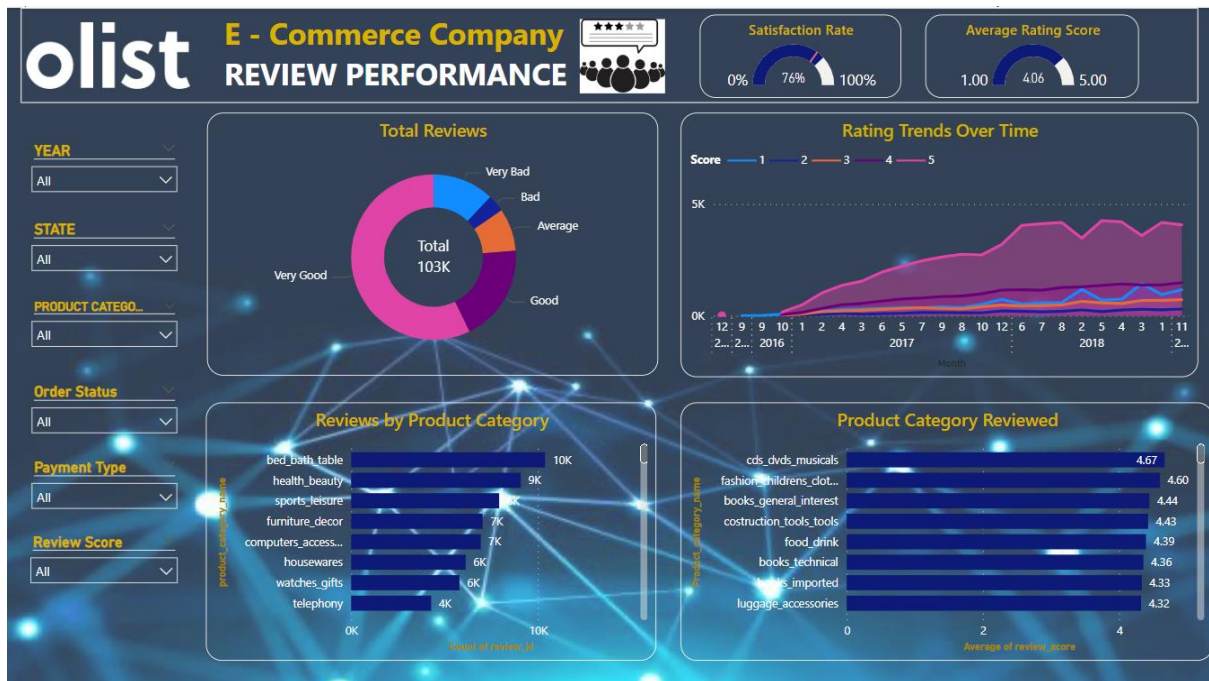 olist
E - Commerce Company
REVIEW PERFORMANCE
Satisfaction Rate
0%
76%
100%
Average Rating Score
1.00
4.06
5.00
YEAR
All
STATE
All
PRODUCT CATEGO...
All
Order Status
All
Payment Type
All
Review Score
All
Total Reviews
Very Bad
Bad
Average
Good
Very Good
Total
103K
Rating Trends Over Time
Score 1 2 3 4 5
5K
0K
12 9 9 10 1 2 4 3 6 5 7 9 8 10 12 6 7 8 2 5 4 3 1 11
2... 2... 2016 2017 2018 2...
Month
Reviews by Product Category
product_category_name
bed_bath_table 10K
health_beauty 9K
sports_leisure
furniture_decor 7K
computers_access... 7K
housewares 6K
watches_gifts 6K
telephony 4K
0K 10K
Count of review_id
Product Category Reviewed
Product_category_name
cds_dvds_musicals 4.67
fashion_childrens_clot... 4.60
books_general_interest 4.44
costruction_tools_tools 4.43
food_drink 4.39
books_technical 4.36
books_imported 4.33
luggage_accessories 4.32
0 2 4
Average of review_score